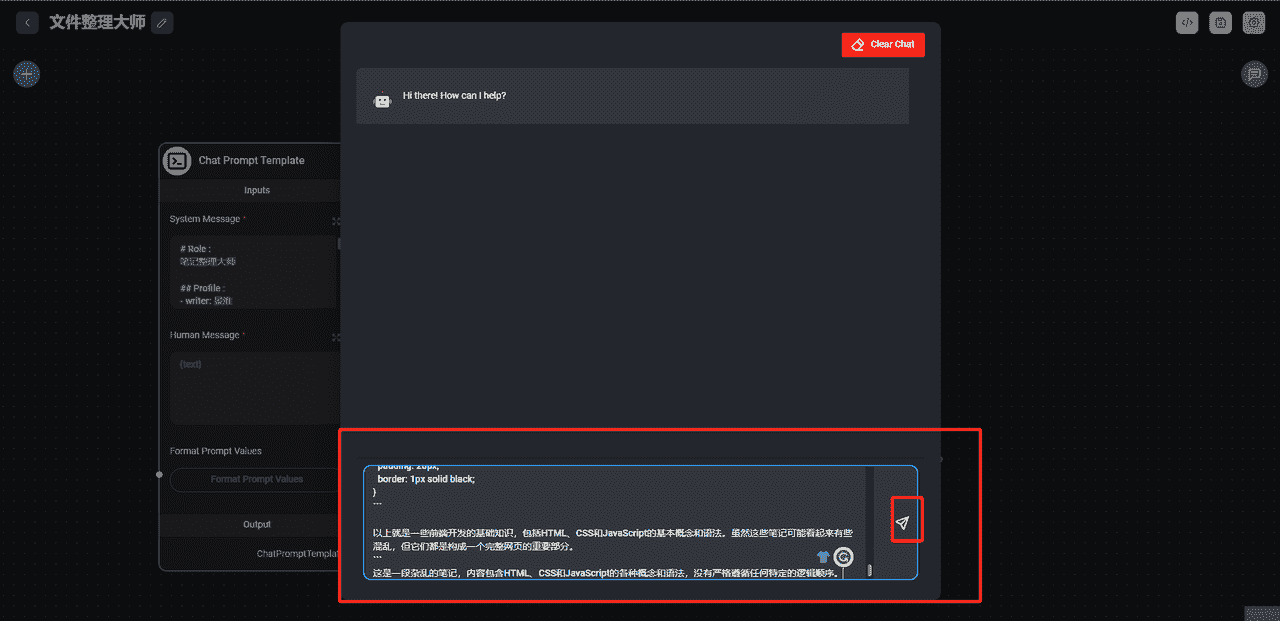 文件整理大师
Clear Chat
Hi there! How can I help?
Chat Prompt Template
Inputs
System Message *
# Role :
笔记整理大师
## Profile :
- writer:
Human Message *
{text}
Format Prompt Values
Format Prompt Values
Output
ChatPromptTemplat
padding: 20px;
border: 1px solid black;
}
```
以上就是一些前端开发的基础知识，包括HTML、CSS和JavaScript的基本概念和语法。虽然这些笔记可能看起来有些
混乱，但它们都是构成一个完整网页的重要部分。
```
这是一段杂乱的笔记，内容包含HTML、CSS和JavaScript的各种概念和语法，没有严格遵循任何特定的逻辑顺序。